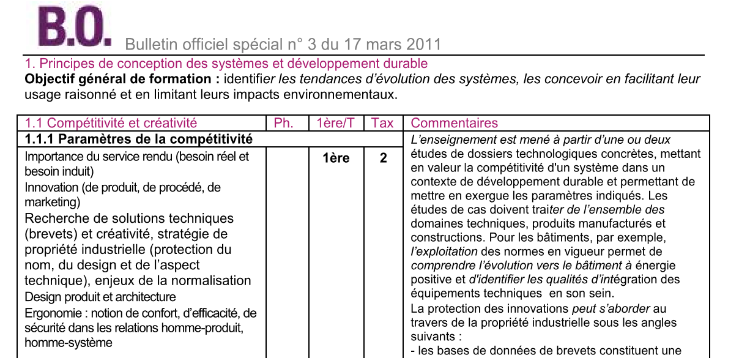 B.O.
Bulletin officiel spécial n° 3 du 17 mars 2011
1. Principes de conception des systèmes et développement durable
Objectif général de formation : identifier les tendances d'évolution des systèmes, les concevoir en facilitant leur
usage raisonné et en limitant leurs impacts environnementaux.
1.1 Compétitivité et créativité Ph. 1ère/T Tax Commentaires
1.1.1 Paramètres de la compétitivité
Importance du service rendu (besoin réel et
besoin induit)
Innovation (de produit, de procédé, de
marketing)
Recherche de solutions techniques
(brevets) et créativité, stratégie de
propriété industrielle (protection du
nom, du design et de l'aspect
technique), enjeux de la normalisation
Design produit et architecture
Ergonomie : notion de confort, d'efficacité, de
sécurité dans les relations homme-produit,
homme-système
1ère 2
L'enseignement est mené à partir d'une ou deux
études de dossiers technologiques concrètes, mettant
en valeur la compétitivité d'un système dans un
contexte de développement durable et permettant de
mettre en exergue les paramètres indiqués. Les
études de cas doivent traiter de l'ensemble des
domaines techniques, produits manufacturés et
constructions. Pour les bâtiments, par exemple,
l'exploitation des normes en vigueur permet de
comprendre l'évolution vers le bâtiment à énergie
positive et d'identifier les qualités d'intégration des
équipements techniques en son sein.
La protection des innovations peut s'aborder au
travers de la propriété industrielle sous les angles
suivants :
- les bases de données de brevets constituent une